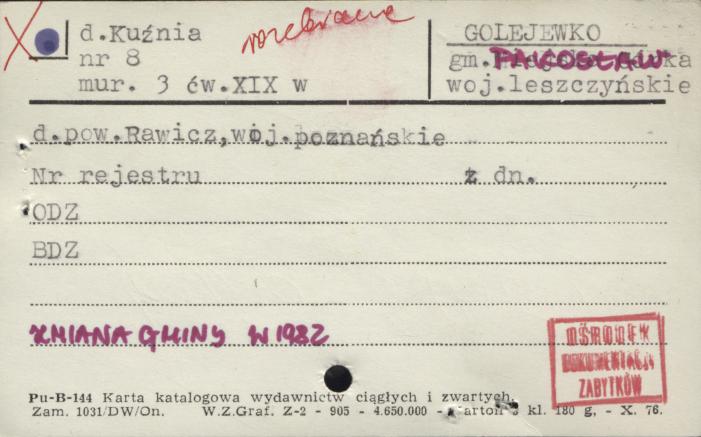 d.Kuźnia
nr 8
mur. 3 ćw.XIX w
rozebrana
GOLEJEWKO
gm. PAKOSŁAW
woj.leszczyńskie
d.pow.Rawicz,woj.poznańskie
Nr rejestru z dn.
ODZ
BDZ
ZMIANA GMINY W 1982
OŚRODEK
DOKUMENTACJI
ZABYTKÓW
Pu-B-144 Karta katalogowa wydawnictw ciągłych i zwartych.
Zam. 1031/DW/On. W.Z.Graf. Z-2 - 905 - 4.650.000 - Karton 3 kl. 180 g, - X. 76.